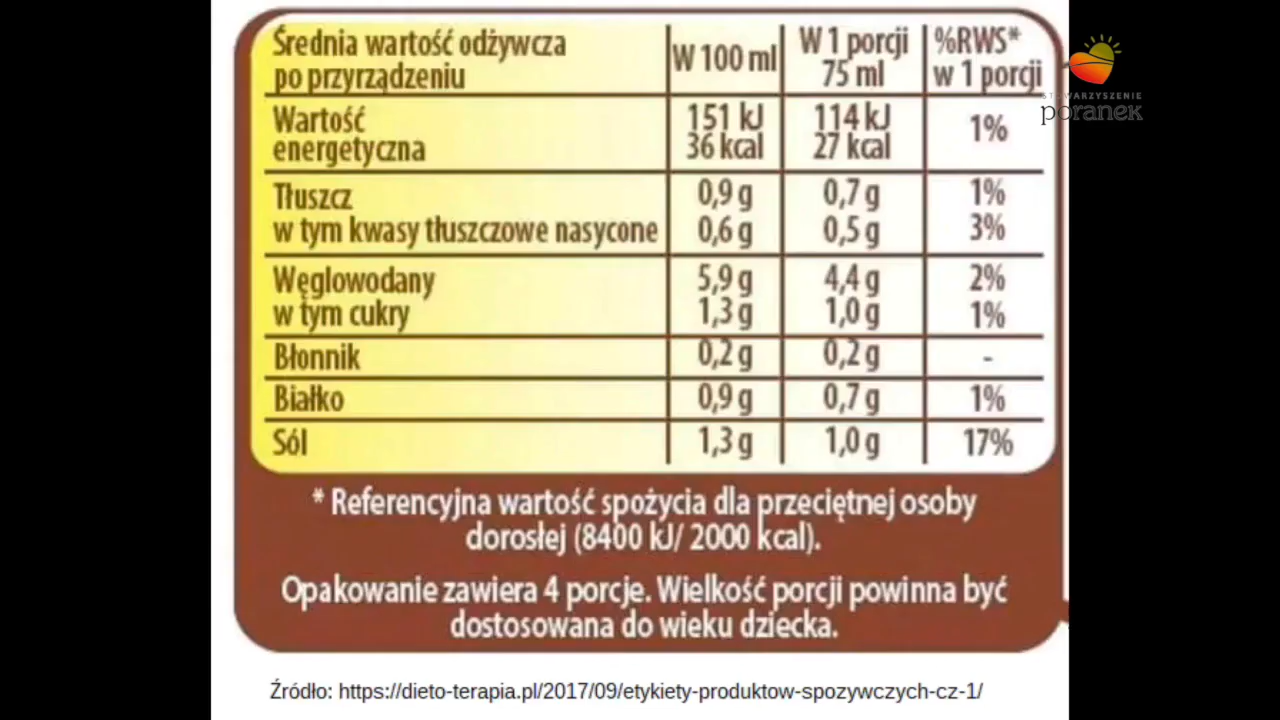 Średnia wartość odżywcza
po przyrządzeniu
W 100 ml
W 1 porcji
75 ml
%RWS*
w 1 porcji
Wartość
energetyczna
151 kJ
36 kcal
114 kJ
27 kcal
1%
Tłuszcz 0,9 g 0,7 g 1%
w tym kwasy tłuszczowe nasycone 0,6 g 0,5 g 3%
Węglowodany 5,9 g 4,4 g 2%
w tym cukry 1,3 g 1,0 g 1%
Błonnik 0,2 g 0,2 g -
Białko 0,9 g 0,7 g 1%
Sól 1,3 g 1,0 g 17%
* Referencyjna wartość spożycia dla przeciętnej osoby
dorosłej (8400 kJ/ 2000 kcal).
Opakowanie zawiera 4 porcje. Wielkość porcji powinna być
dostosowana do wieku dziecka.
Źródło: https://dieto-terapia.pl/2017/09/etykiety-produktow-spozywczych-cz-1/
STOWARZYSZENIE
poranek